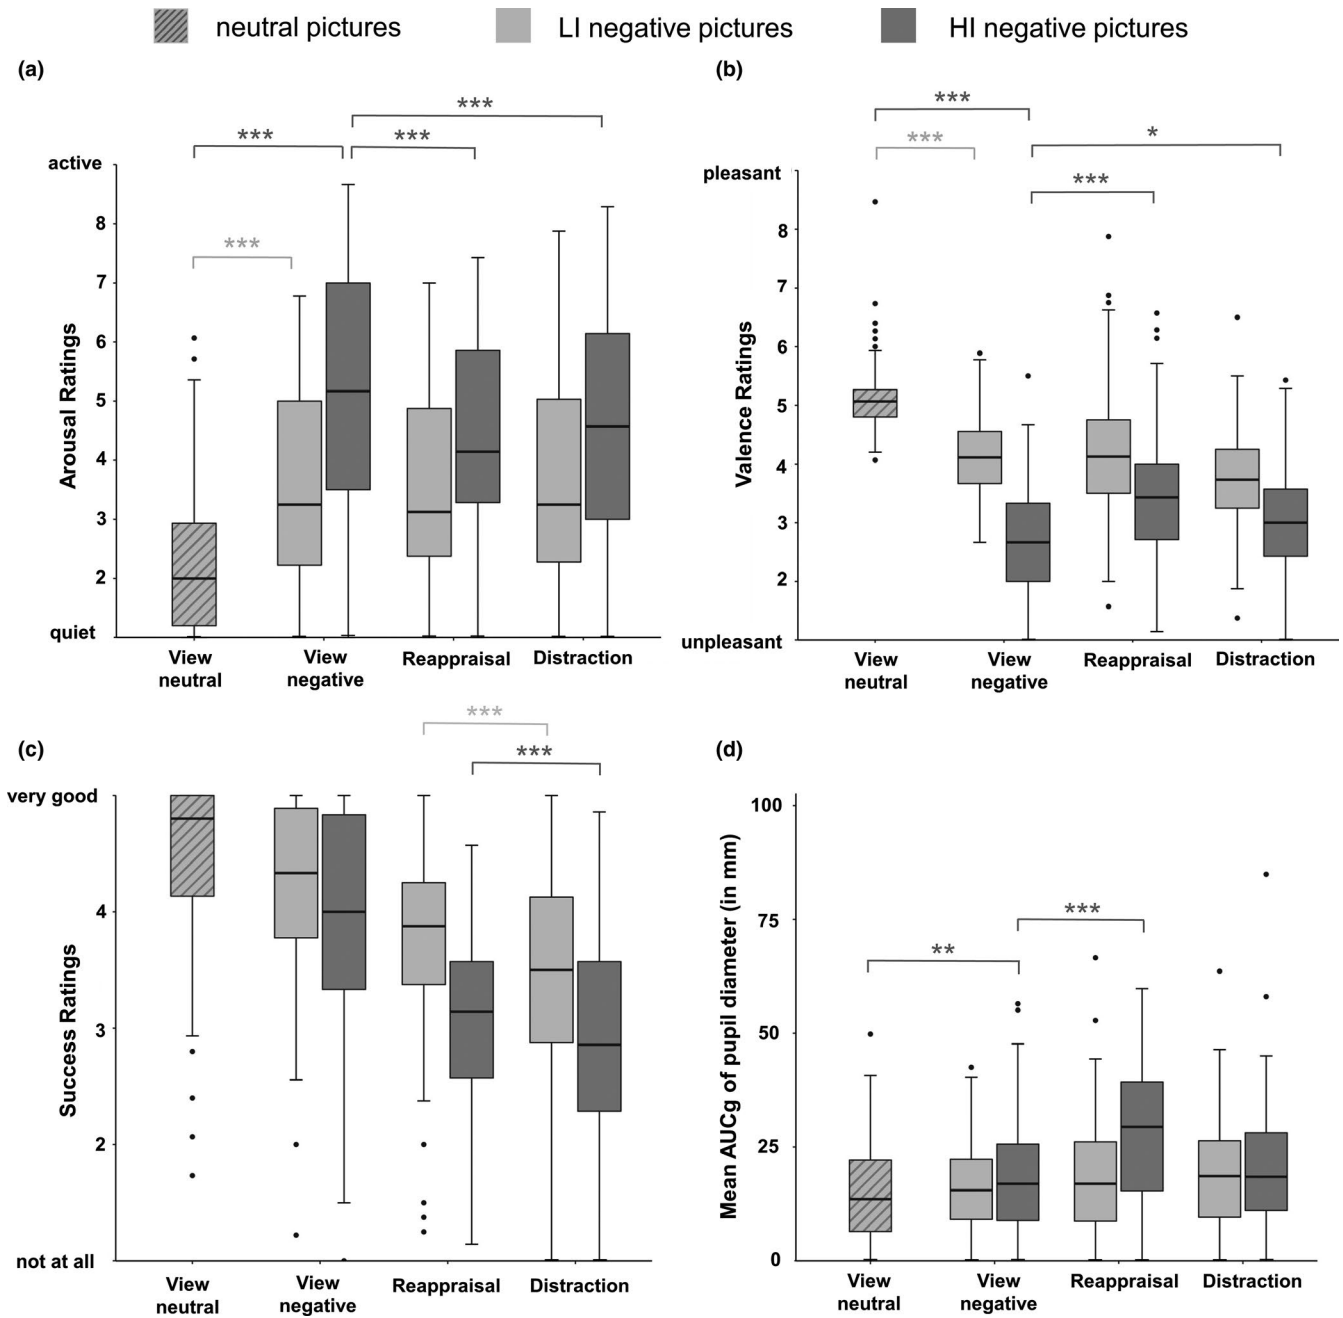 neutral pictures LI negative pictures HI negative pictures
(a)
***
***
***
***
active
8
7
6
5
4
3
2
quiet
Arousal Ratings
View neutral
View negative
Reappraisal
Distraction
(b)
***
***
*
***
pleasant
8
7
6
5
4
3
2
unpleasant
Valence Ratings
View neutral
View negative
Reappraisal
Distraction
(c)
***
***
very good
4
3
2
not at all
Success Ratings
View neutral
View negative
Reappraisal
Distraction
(d)
***
**
100
75
50
25
0
Mean AUCg of pupil diameter (in mm)
View neutral
View negative
Reappraisal
Distraction